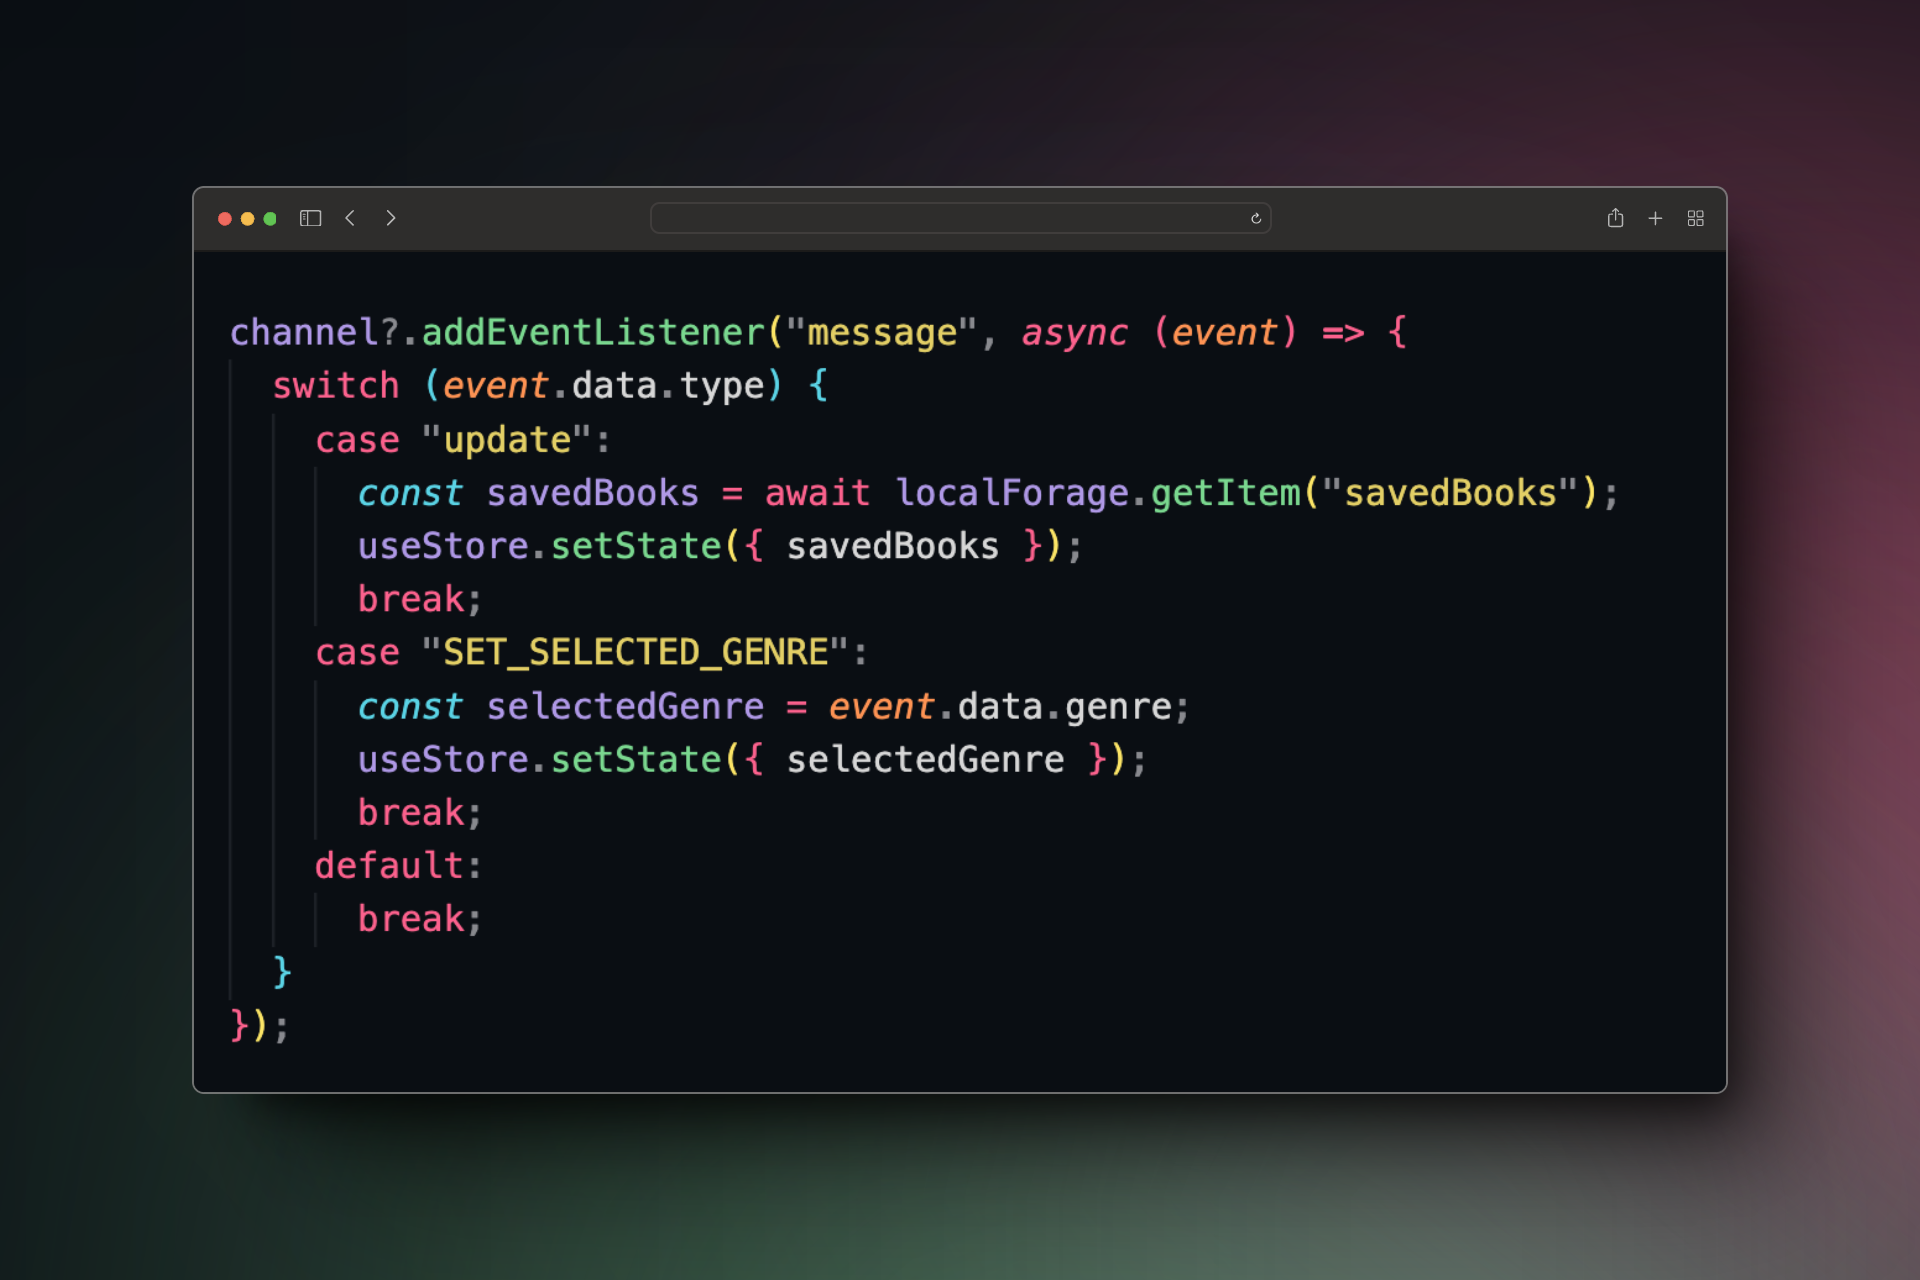 channel?.addEventListener("message", async (event) => {
switch (event.data.type) {
case "update":
const savedBooks = await localForage.getItem("savedBooks");
useStore.setState({ savedBooks });
break;
case "SET_SELECTED_GENRE":
const selectedGenre = event.data.genre;
useStore.setState({ selectedGenre });
break;
default:
break;
}
});